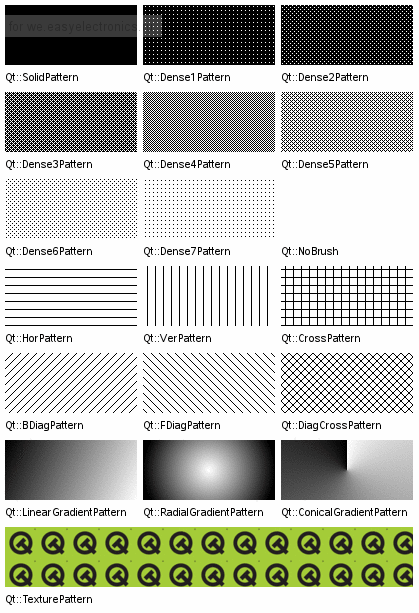 for we.easyelectronics.
Qt::SolidPattern
Qt::Dense1Pattern
Qt::Dense2Pattern
Qt::Dense3Pattern
Qt::Dense4Pattern
Qt::Dense5Pattern
Qt::Dense6Pattern
Qt::Dense7Pattern
Qt::NoBrush
Qt::HorPattern
Qt::VerPattern
Qt::CrossPattern
Qt::BDiagPattern
Qt::FDiagPattern
Qt::DiagCrossPattern
Qt::LinearGradientPattern
Qt::RadialGradientPattern
Qt::ConicalGradientPattern
Qt::TexturePattern